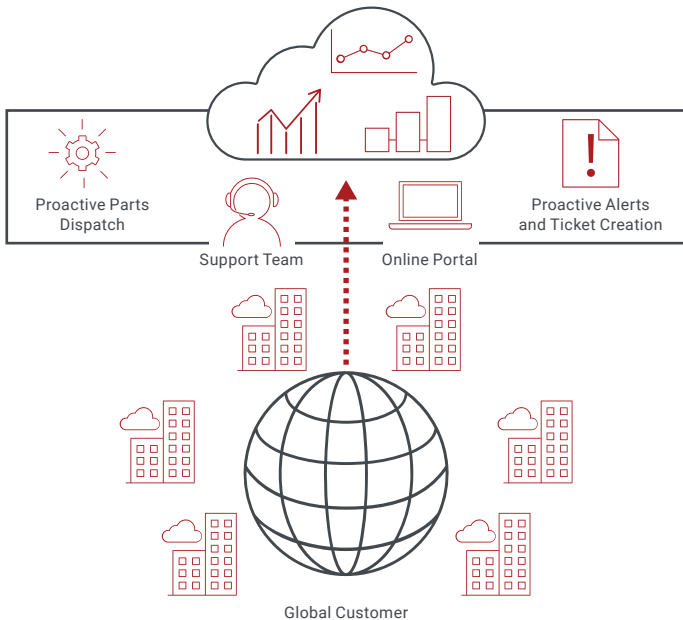 Proactive Parts
Dispatch
Support Team
Online Portal
Proactive Alerts
and Ticket Creation
Global Customer